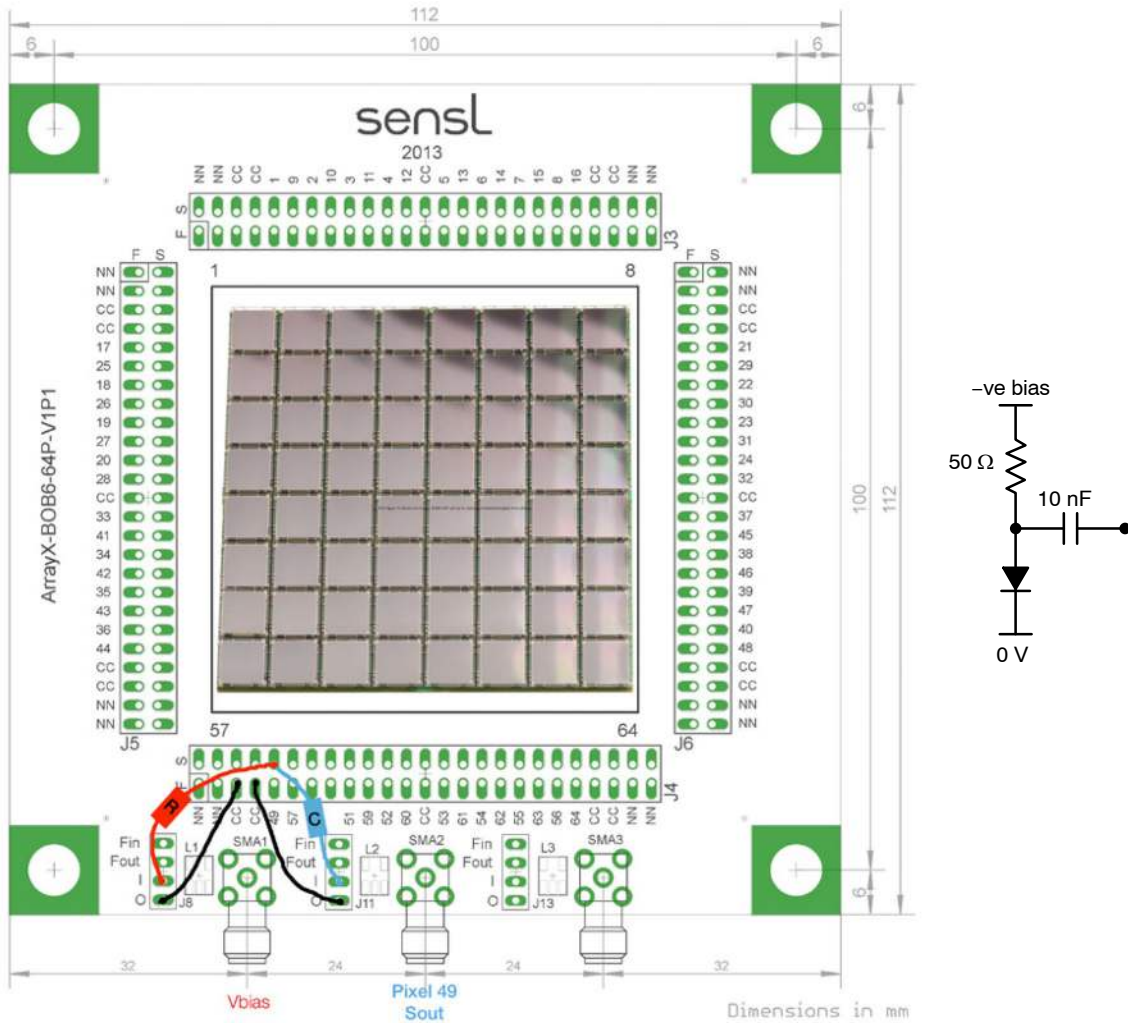 112
6
100
6
sensL
2013
NN
NN
CC
CC
1
9
2
10
3
11
4
12
CC
5
13
6
14
7
15
8
16
CC
CC
NN
NN
S
F
J3
6
F S
F S
1
8
NN
NN
CC
CC
17
25
18
26
19
27
20
28
CC
33
41
34
42
35
43
36
44
CC
CC
NN
NN
J5
NN
NN
CC
CC
21
29
22
30
23
31
24
32
CC
37
45
38
46
39
47
40
48
CC
CC
NN
NN
J6
ArrayX-BOB6-64P-V1P1
100
112
–ve bias
50 Ω
10 nF
0 V
57
64
S
F
J4
R
C
NN
NN
CC
CC
49
57
51
59
52
60
CC
53
61
54
62
55
63
56
64
CC
CC
NN
NN
Fin
Fout
I
O
L1
J8
SMA1
Fin
Fout
I
O
L2
J11
SMA2
Fin
Fout
I
O
L3
J13
SMA3
6
32
24
24
32
Vbias
Pixel 49
Sout
Dimensions in mm